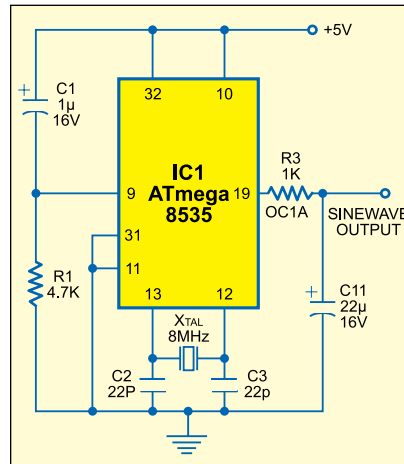 +5V
C1
1µ
16V
+
32
10
IC1
ATmega
8535
R3
1K
9
19
OC1A
SINEWAVE
OUTPUT
31
11
R1
4.7K
13
12
+
C11
22µ
16V
XTAL
8MHz
C2
22P
C3
22p